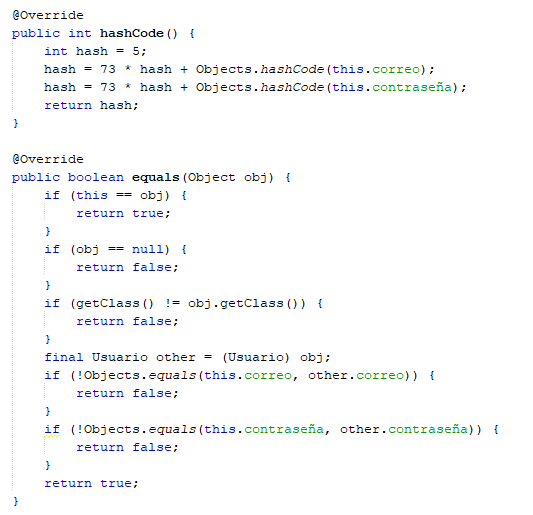 @Override
public int hashCode() {
    int hash = 5;
    hash = 73 * hash + Objects.hashCode(this.correo);
    hash = 73 * hash + Objects.hashCode(this.contraseña);
    return hash;
}

@Override
public boolean equals(Object obj) {
    if (this == obj) {
        return true;
    }
    if (obj == null) {
        return false;
    }
    if (getClass() != obj.getClass()) {
        return false;
    }
    final Usuario other = (Usuario) obj;
    if (!Objects.equals(this.correo, other.correo)) {
        return false;
    }
    if (!Objects.equals(this.contraseña, other.contraseña)) {
        return false;
    }
    return true;
}